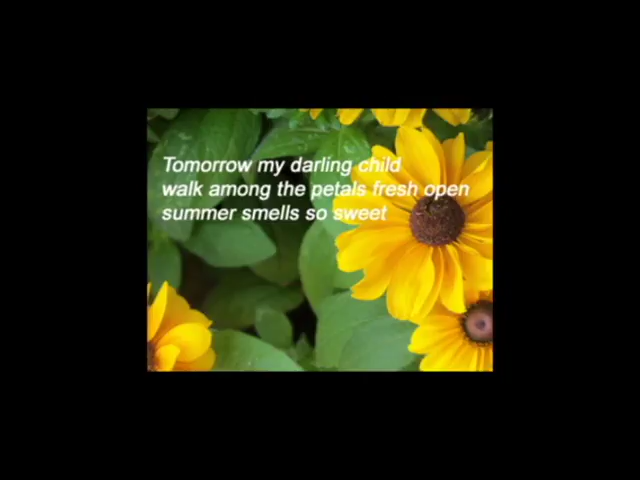 Tomorrow my darling child
walk among the petals fresh open
summer smells so sweet